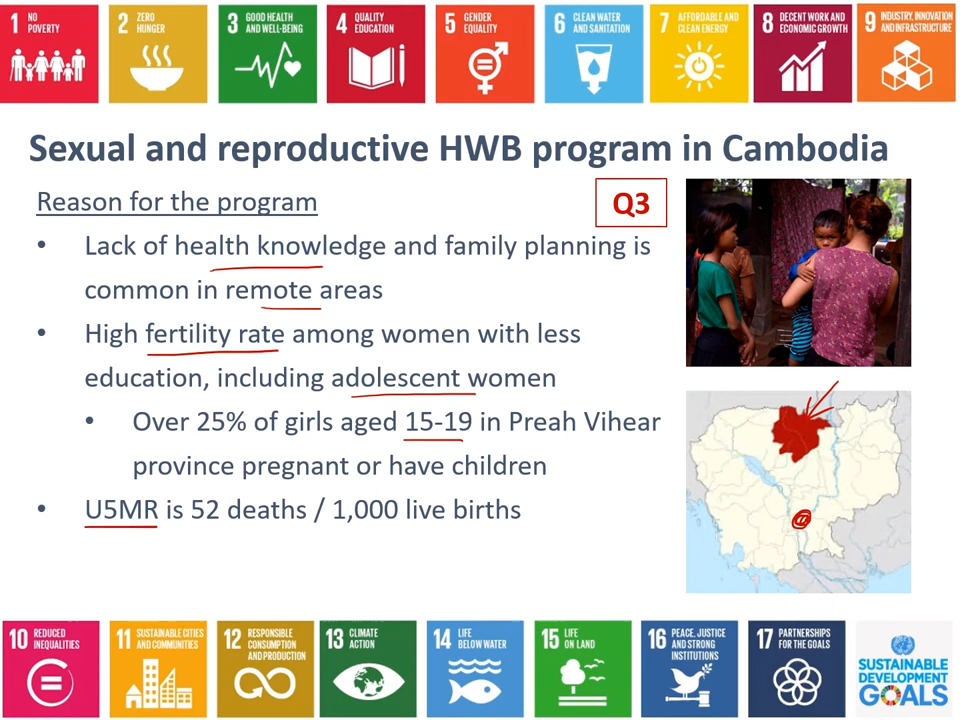 1 NO POVERTY
2 ZERO HUNGER
3 GOOD HEALTH AND WELL-BEING
4 QUALITY EDUCATION
5 GENDER EQUALITY
6 CLEAN WATER AND SANITATION
7 AFFORDABLE AND CLEAN ENERGY
8 DECENT WORK AND ECONOMIC GROWTH
9 INDUSTRY, INNOVATION AND INFRASTRUCTURE
Sexual and reproductive HWB program in Cambodia
Reason for the program
Q3
• Lack of health knowledge and family planning is
common in remote areas
• High fertility rate among women with less
education, including adolescent women
• Over 25% of girls aged 15-19 in Preah Vihear
province pregnant or have children
• U5MR is 52 deaths / 1,000 live births
10 REDUCED INEQUALITIES
11 SUSTAINABLE CITIES AND COMMUNITIES
12 RESPONSIBLE CONSUMPTION AND PRODUCTION
13 CLIMATE ACTION
14 LIFE BELOW WATER
15 LIFE ON LAND
16 PEACE, JUSTICE AND STRONG INSTITUTIONS
17 PARTNERSHIPS FOR THE GOALS
SUSTAINABLE
DEVELOPMENT
GOALS